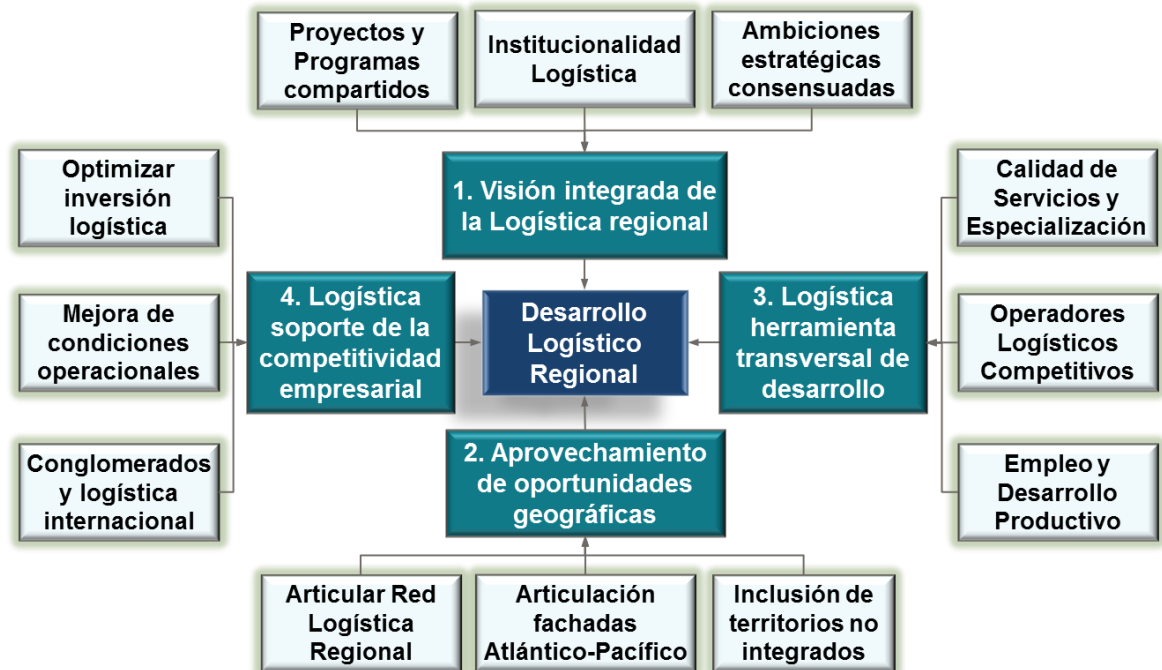 Proyectos y
Programas
compartidos
Institucionalidad
Logística
Ambiciones
estratégicas
consensuadas
Optimizar
inversión
logística
1. Visión integrada de
la Logística regional
Calidad de
Servicios y
Especialización
Mejora de
condiciones
operacionales
4. Logística
soporte de la
competitividad
empresarial
Desarrollo
Logístico
Regional
3. Logística
herramienta
transversal de
desarrollo
Operadores
Logísticos
Competitivos
Conglomerados
y logística
internacional
2. Aprovechamiento
de oportunidades
geográficas
Empleo y
Desarrollo
Productivo
Articular Red
Logística
Regional
Articulación
fachadas
Atlántico-Pacífico
Inclusión de
territorios no
integrados